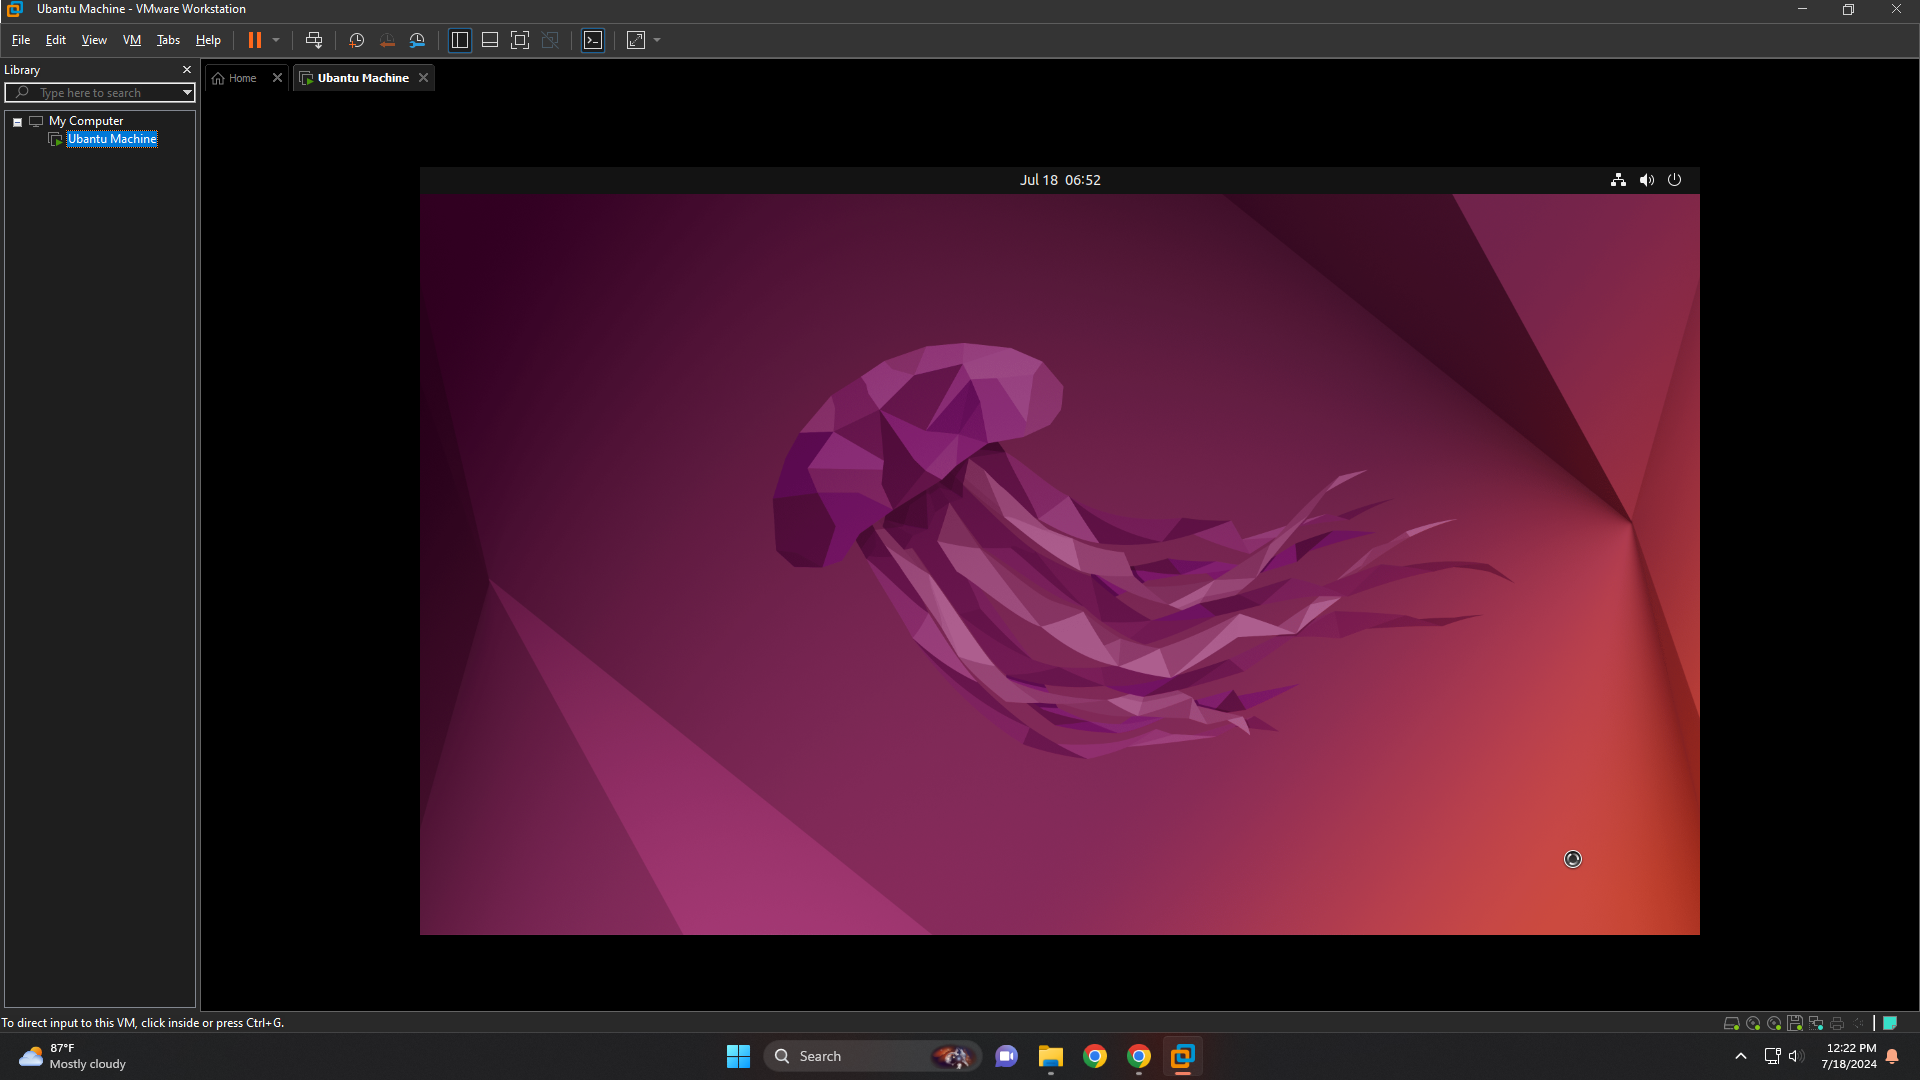 Ubantu Machine - VMware Workstation
File Edit View VM Tabs Help
Library
Home
Ubantu Machine
Type here to search
My Computer
Ubantu Machine
Jul 18 06:52
To direct input to this VM, click inside or press Ctrl+G.
87°F
Mostly cloudy
Search
12:22 PM
7/18/2024